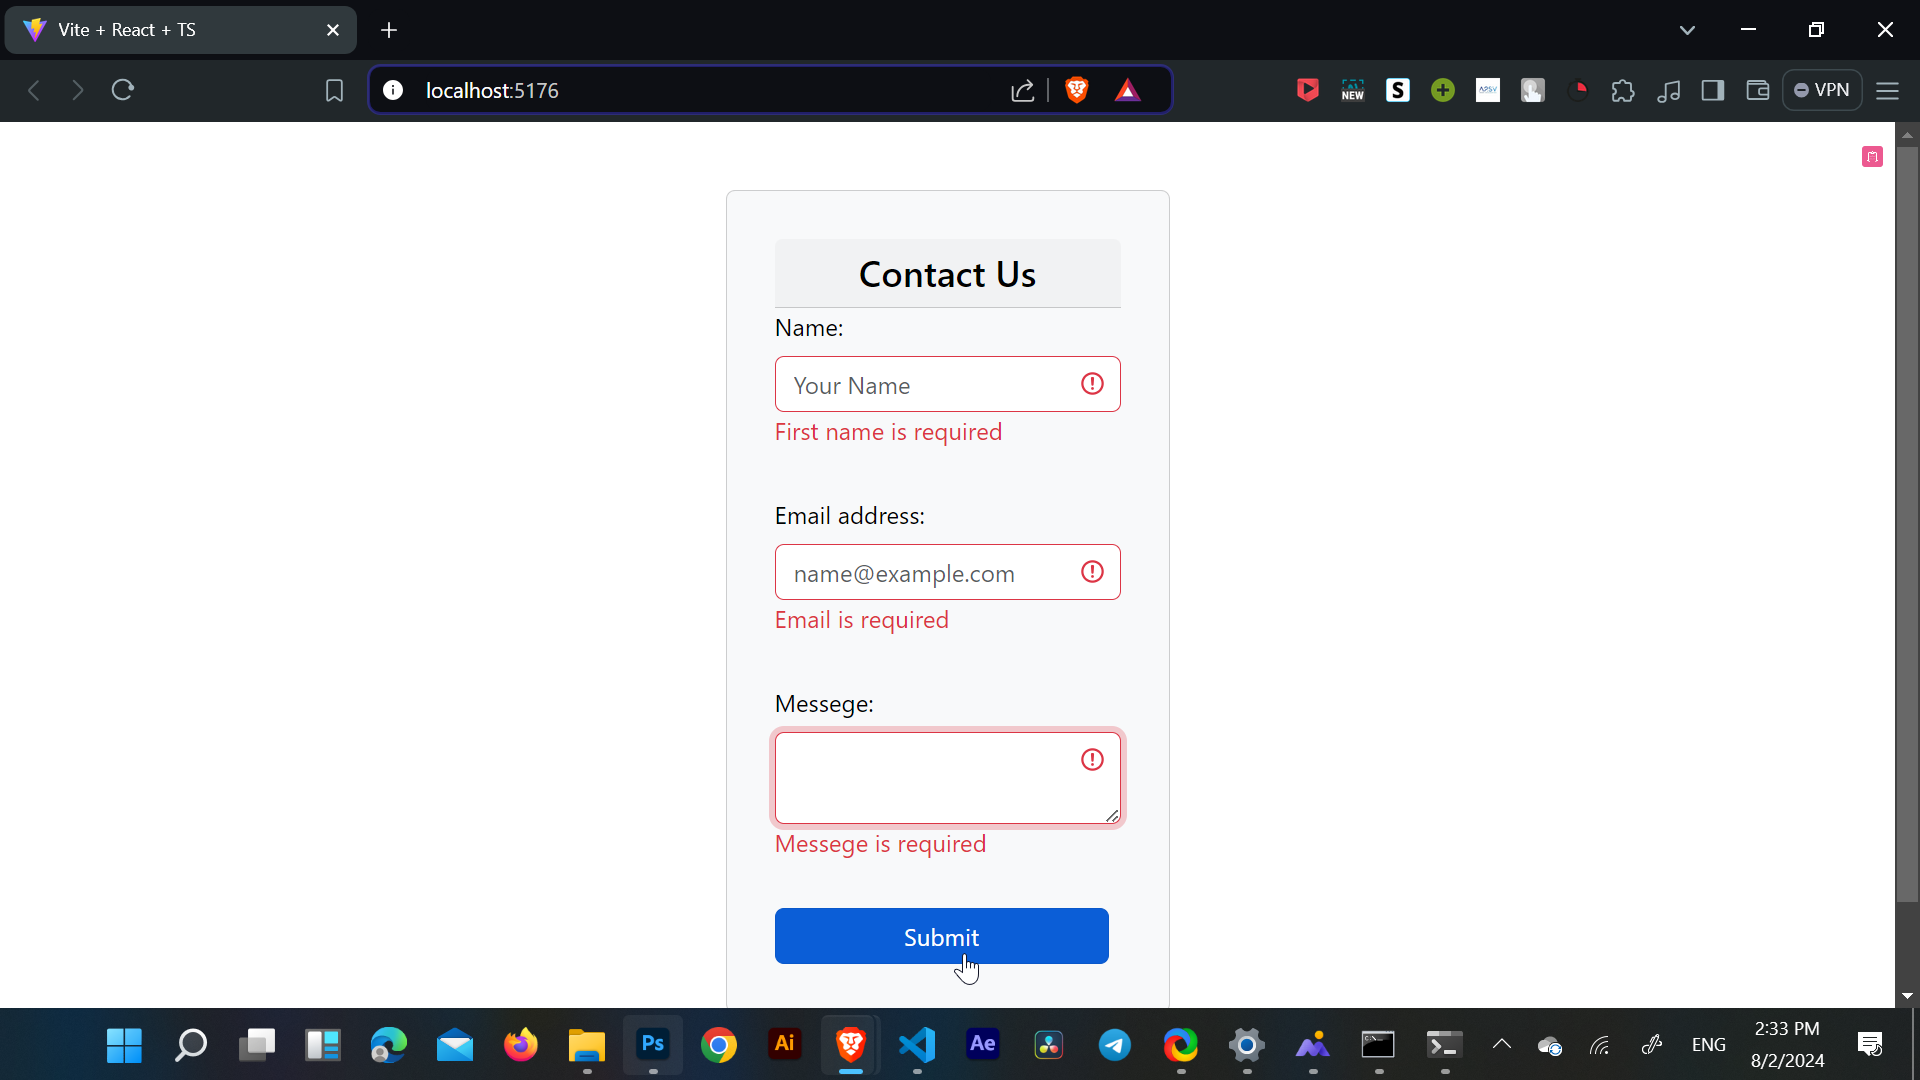 Vite + React + TS
localhost:5176
NEW
S
VPN
Contact Us
Name:
Your Name
First name is required
Email address:
name@example.com
Email is required
Messege:
Messege is required
Submit
Ps
Ai
Ae
ENG
2:33 PM
8/2/2024